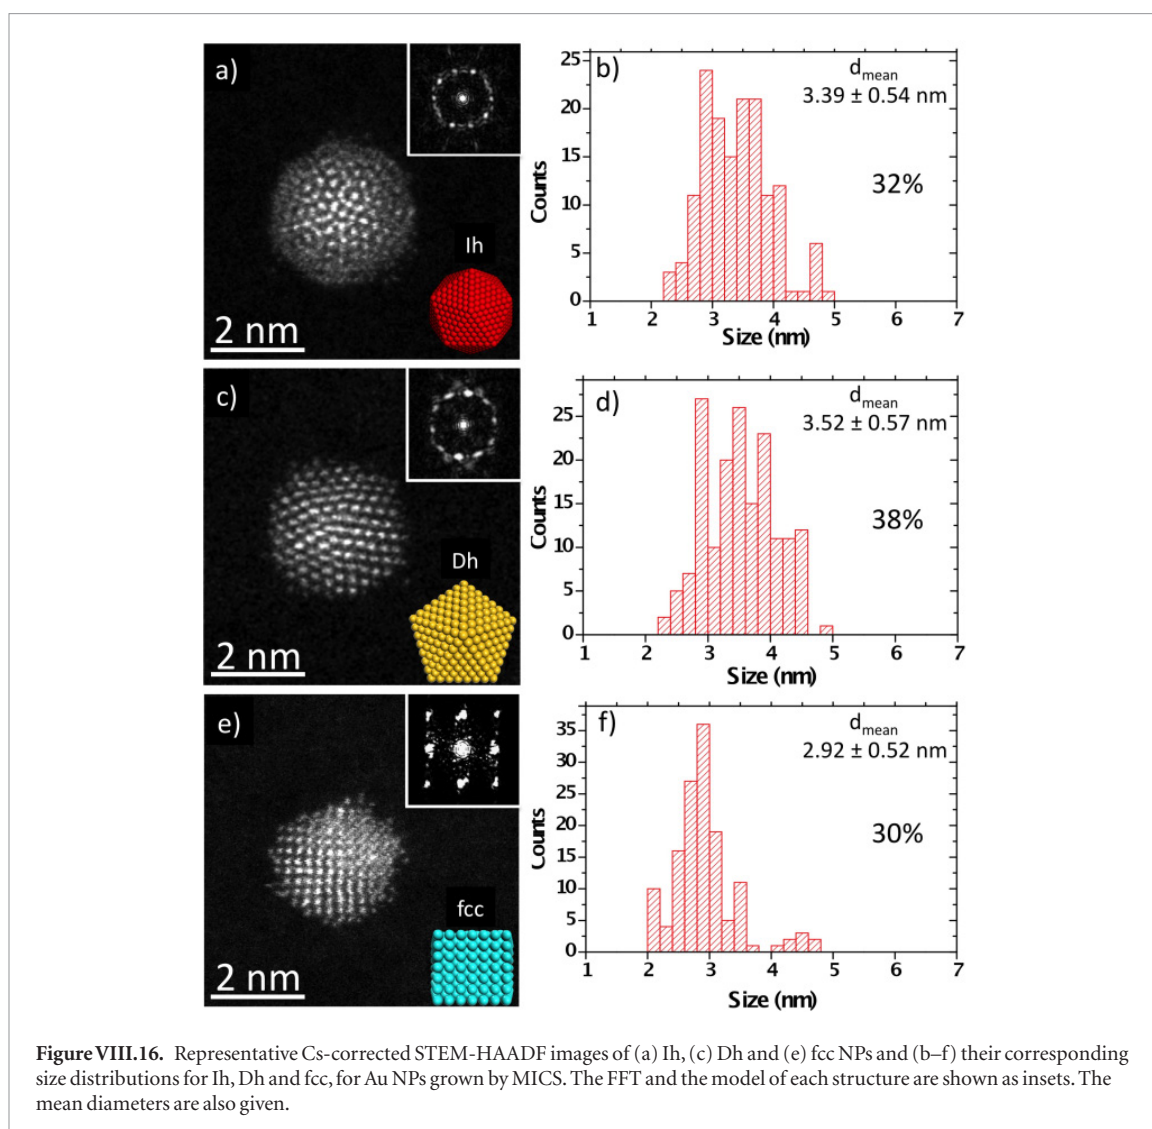 a)
Ih
2 nm
b)
d_mean
3.39 ± 0.54 nm
32%
Counts
25
20
15
10
5
0
1 2 3 4 5 6 7
Size (nm)
c)
Dh
d)
d_mean
3.52 ± 0.57 nm
38%
Counts
25
20
15
10
5
0
1 2 3 4 5 6 7
Size (nm)
e)
fcc
2 nm
f)
d_mean
2.92 ± 0.52 nm
30%
Counts
35
30
25
20
15
10
5
0
1 2 3 4 5 6 7
Size (nm)
Figure VIII.16. Representative Cs-corrected STEM-HAADF images of (a) Ih, (c) Dh and (e) fcc NPs and (b–f) their corresponding
size distributions for Ih, Dh and fcc, for Au NPs grown by MICS. The FFT and the model of each structure are shown as insets. The
mean diameters are also given.